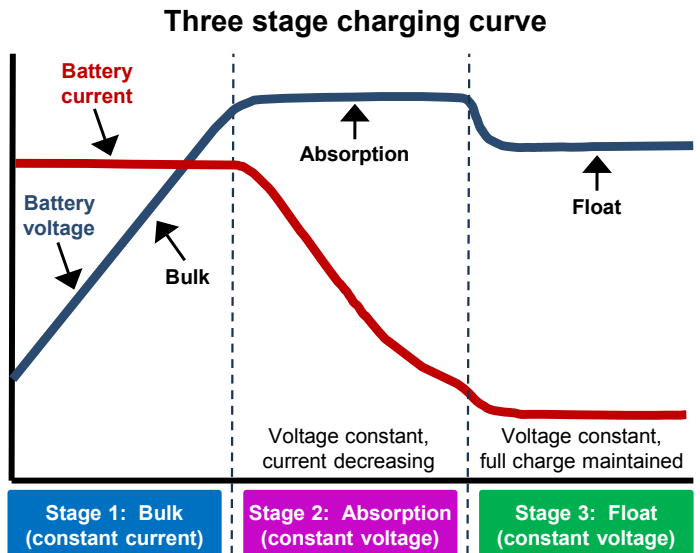 Three stage charging curve
Battery
current
Battery
voltage
Bulk
Absorption
Float
Voltage constant,
current decreasing
Voltage constant,
full charge maintained
Stage 1:  Bulk
(constant current)
Stage 2:  Absorption
(constant voltage)
Stage 3:  Float
(constant voltage)